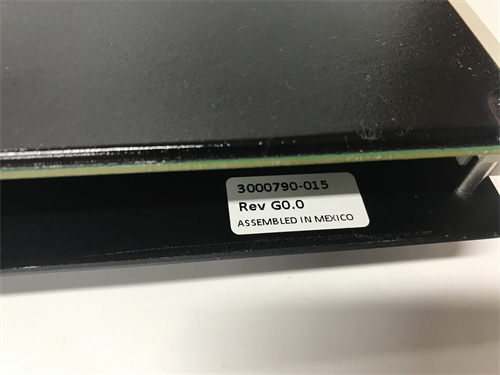 3000790-015
Rev G0.0
ASSEMBLED IN MEXICO